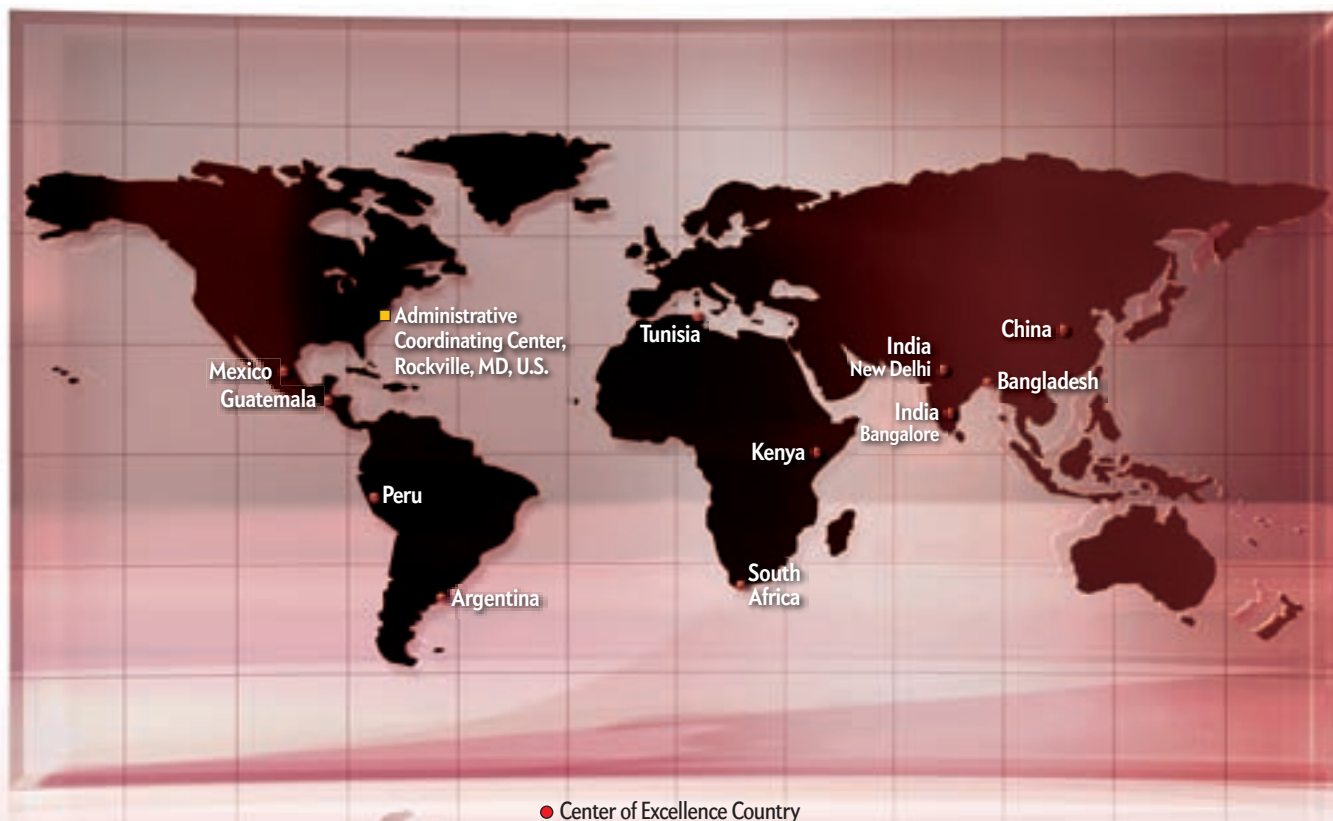 Administrative
Coordinating Center,
Rockville, MD, U.S.
Tunisia
China
India
New Delhi
Mexico
Bangladesh
Guatemala
India
Bangalore
Kenya
Peru
South
Africa
Argentina
Center of Excellence Country